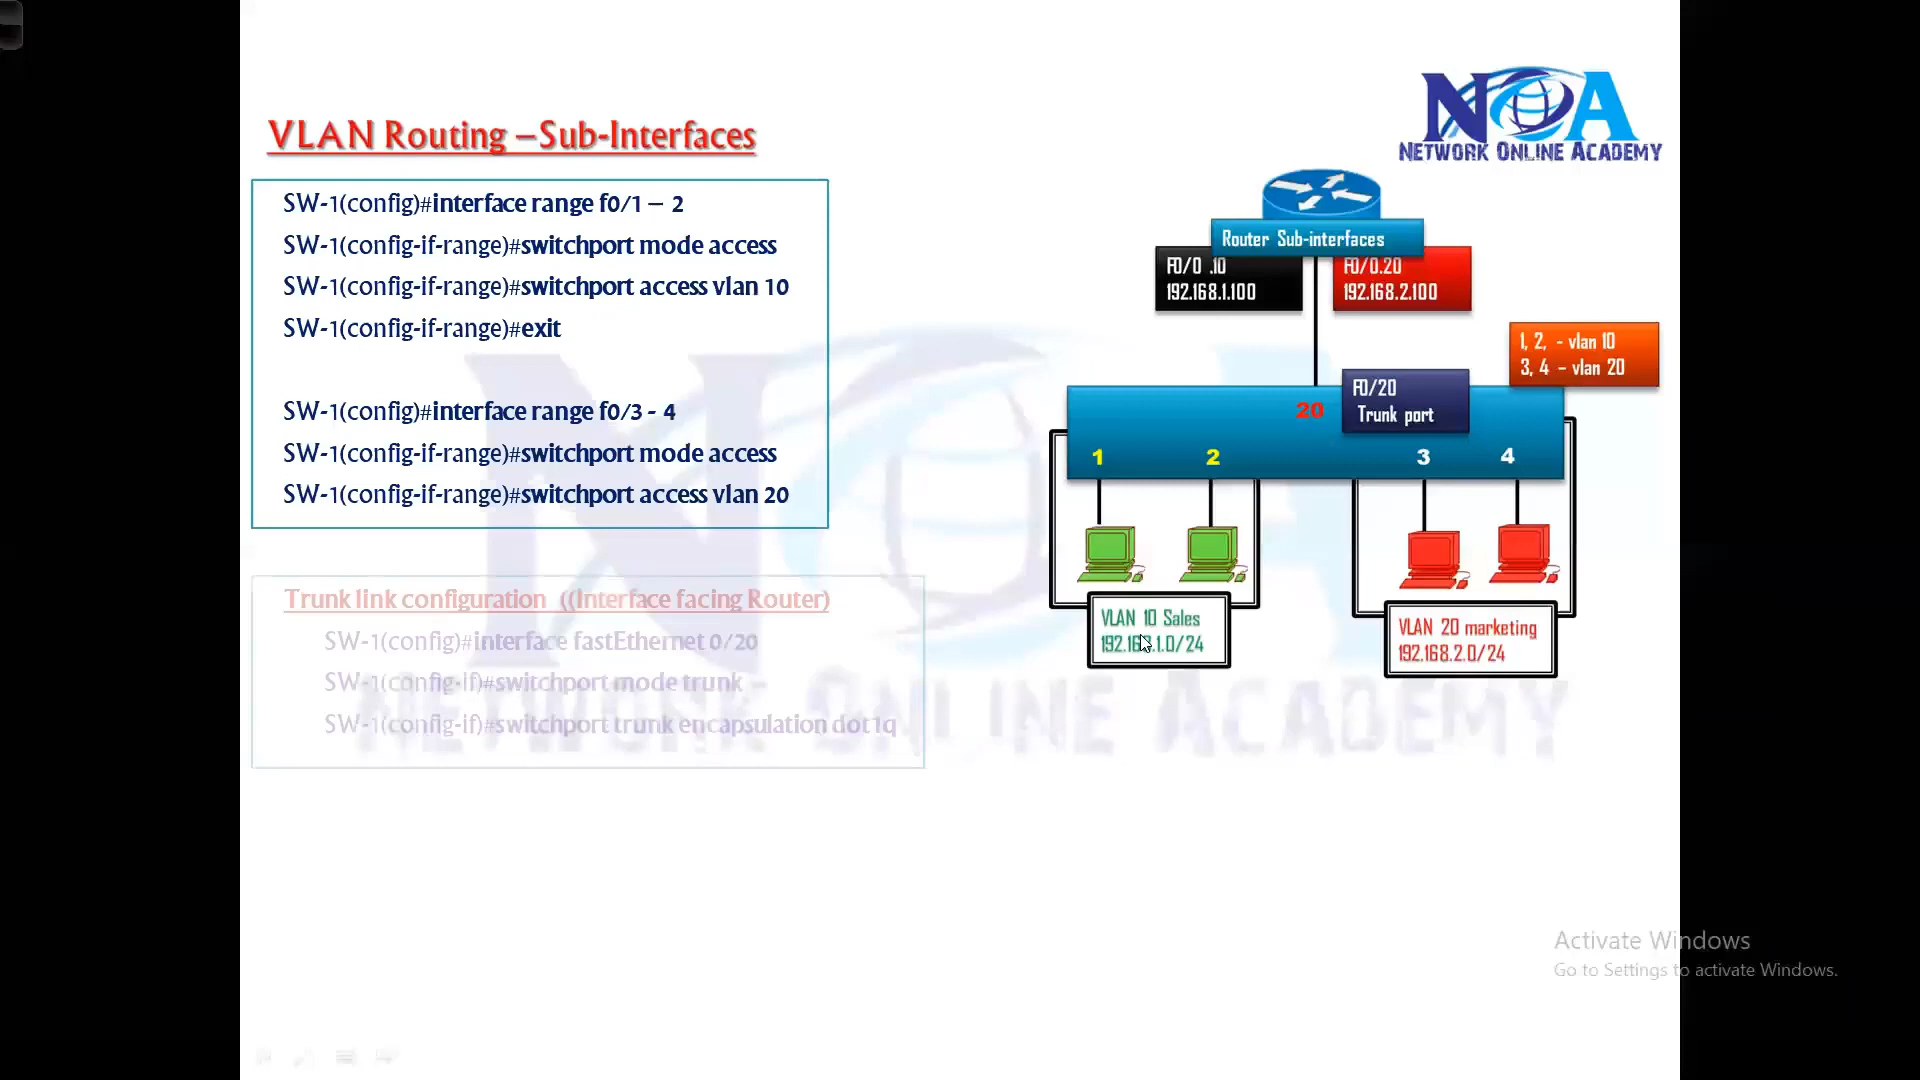 NOA
NETWORK ONLINE ACADEMY
VLAN Routing –Sub-Interfaces
SW-1(config)#interface range f0/1 – 2
SW-1(config-if-range)#switchport mode access
SW-1(config-if-range)#switchport access vlan 10
SW-1(config-if-range)#exit
SW-1(config)#interface range f0/3 - 4
SW-1(config-if-range)#switchport mode access
SW-1(config-if-range)#switchport access vlan 20
Trunk link configuration ((Interface facing Router)
SW-1(config)#interface fastEthernet 0/20
SW-1(config-if)#switchport mode trunk –
SW-1(config-if)#switchport trunk encapsulation dot1q
Router Sub-interfaces
F0/0 .10
192.168.1.100
F0/0.20
192.168.2.100
1, 2, - vlan 10
3, 4 – vlan 20
F0/20
Trunk port
20
1 2 3 4
VLAN 10 Sales
192.168.1.0/24
VLAN 20 marketing
192.168.2.0/24
NETWORK ONLINE ACADEMY
Activate Windows
Go to Settings to activate Windows.